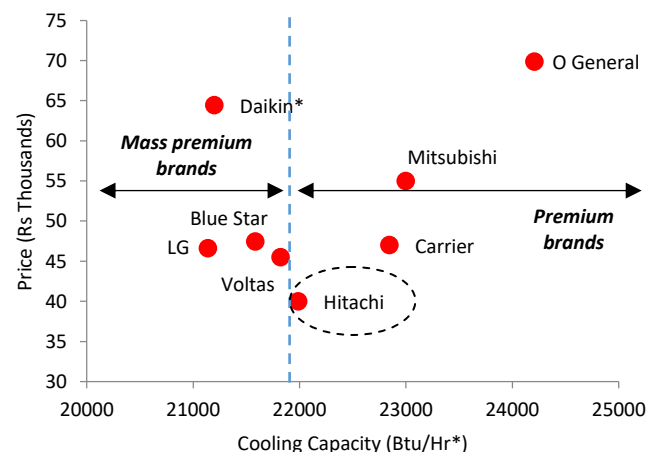 75
70
65
60
55
50
45
40
35
30
Price (Rs Thousands)
O General
Daikin*
Mass premium
brands
Mitsubishi
Blue Star
LG
Carrier
Premium
brands
Voltas
Hitachi
20000 21000 22000 23000 24000 25000
Cooling Capacity (Btu/Hr*)